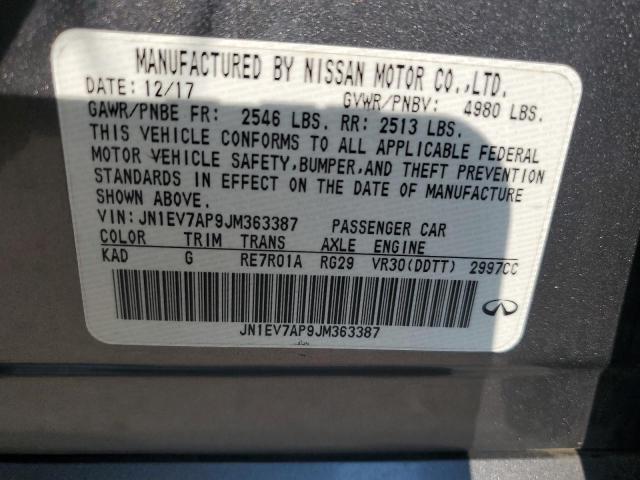 MANUFACTURED BY NISSAN MOTOR CO.,LTD.
DATE: 12/17 GVWR/PNBV: 4980 LBS.
GAWR/PNBE FR: 2546 LBS. RR: 2513 LBS.
THIS VEHICLE CONFORMS TO ALL APPLICABLE FEDERAL
MOTOR VEHICLE SAFETY,BUMPER,AND THEFT PREVENTION
STANDARDS IN EFFECT ON THE DATE OF MANUFACTURE
SHOWN ABOVE.
VIN: JN1EV7AP9JM363387 PASSENGER CAR
COLOR TRIM TRANS AXLE ENGINE
KAD G RE7R01A RG29 VR30(DDTT) 2997CC
JN1EV7AP9JM363387